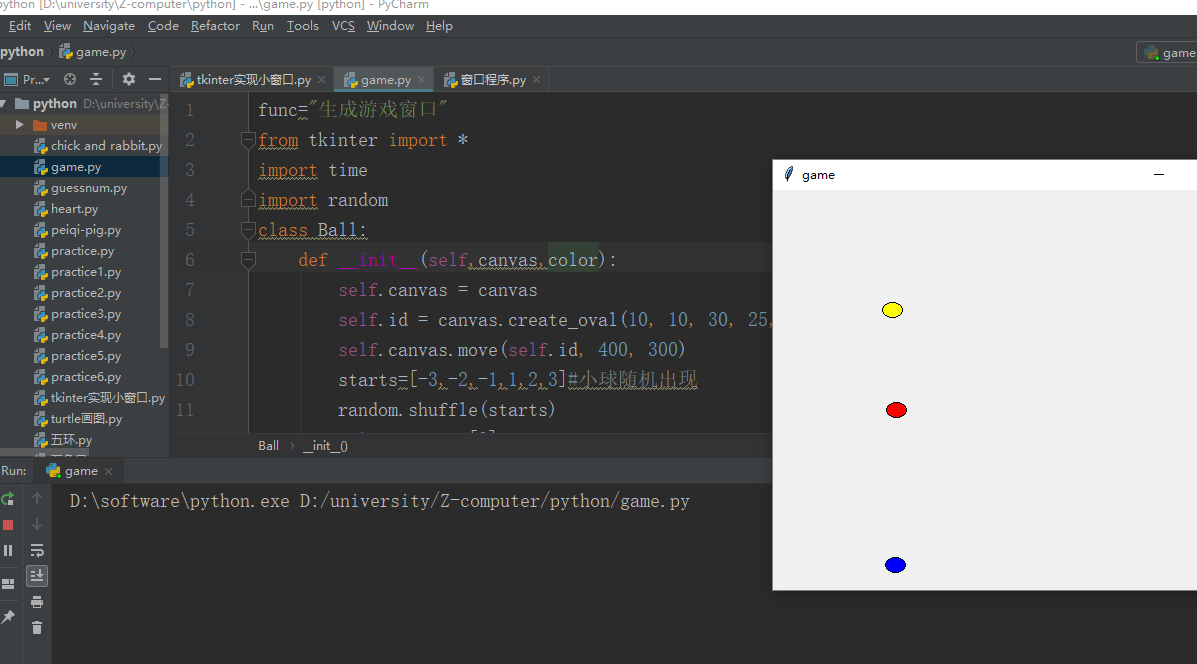 python [D:\university\Z-computer\python] - ...\game.py [python] - PyCharm
Edit View Navigate Code Refactor Run Tools VCS Window Help
python game.py game
Pr... tkinter实现小窗口.py game.py 窗口程序.py
python D:\university\Z-
venv
chick and rabbit.py
game.py
guessnum.py
heart.py
peiqi-pig.py
practice.py
practice1.py
practice2.py
practice3.py
practice4.py
practice5.py
practice6.py
tkinter实现小窗口.py
turtle画图.py
五环.py
1 func="生成游戏窗口"
2 from tkinter import *
3 import time
4 import random
5 class Ball:
6 def __init__(self,canvas,color):
7 self.canvas = canvas
8 self.id = canvas.create_oval(10, 10, 30, 25,
9 self.canvas.move(self.id, 400, 300)
10 starts=[-3,-2,-1,1,2,3]#小球随机出现
11 random.shuffle(starts)
Ball __init__()
game
Run: game
D:\software\python.exe D:/university/Z-computer/python/game.py